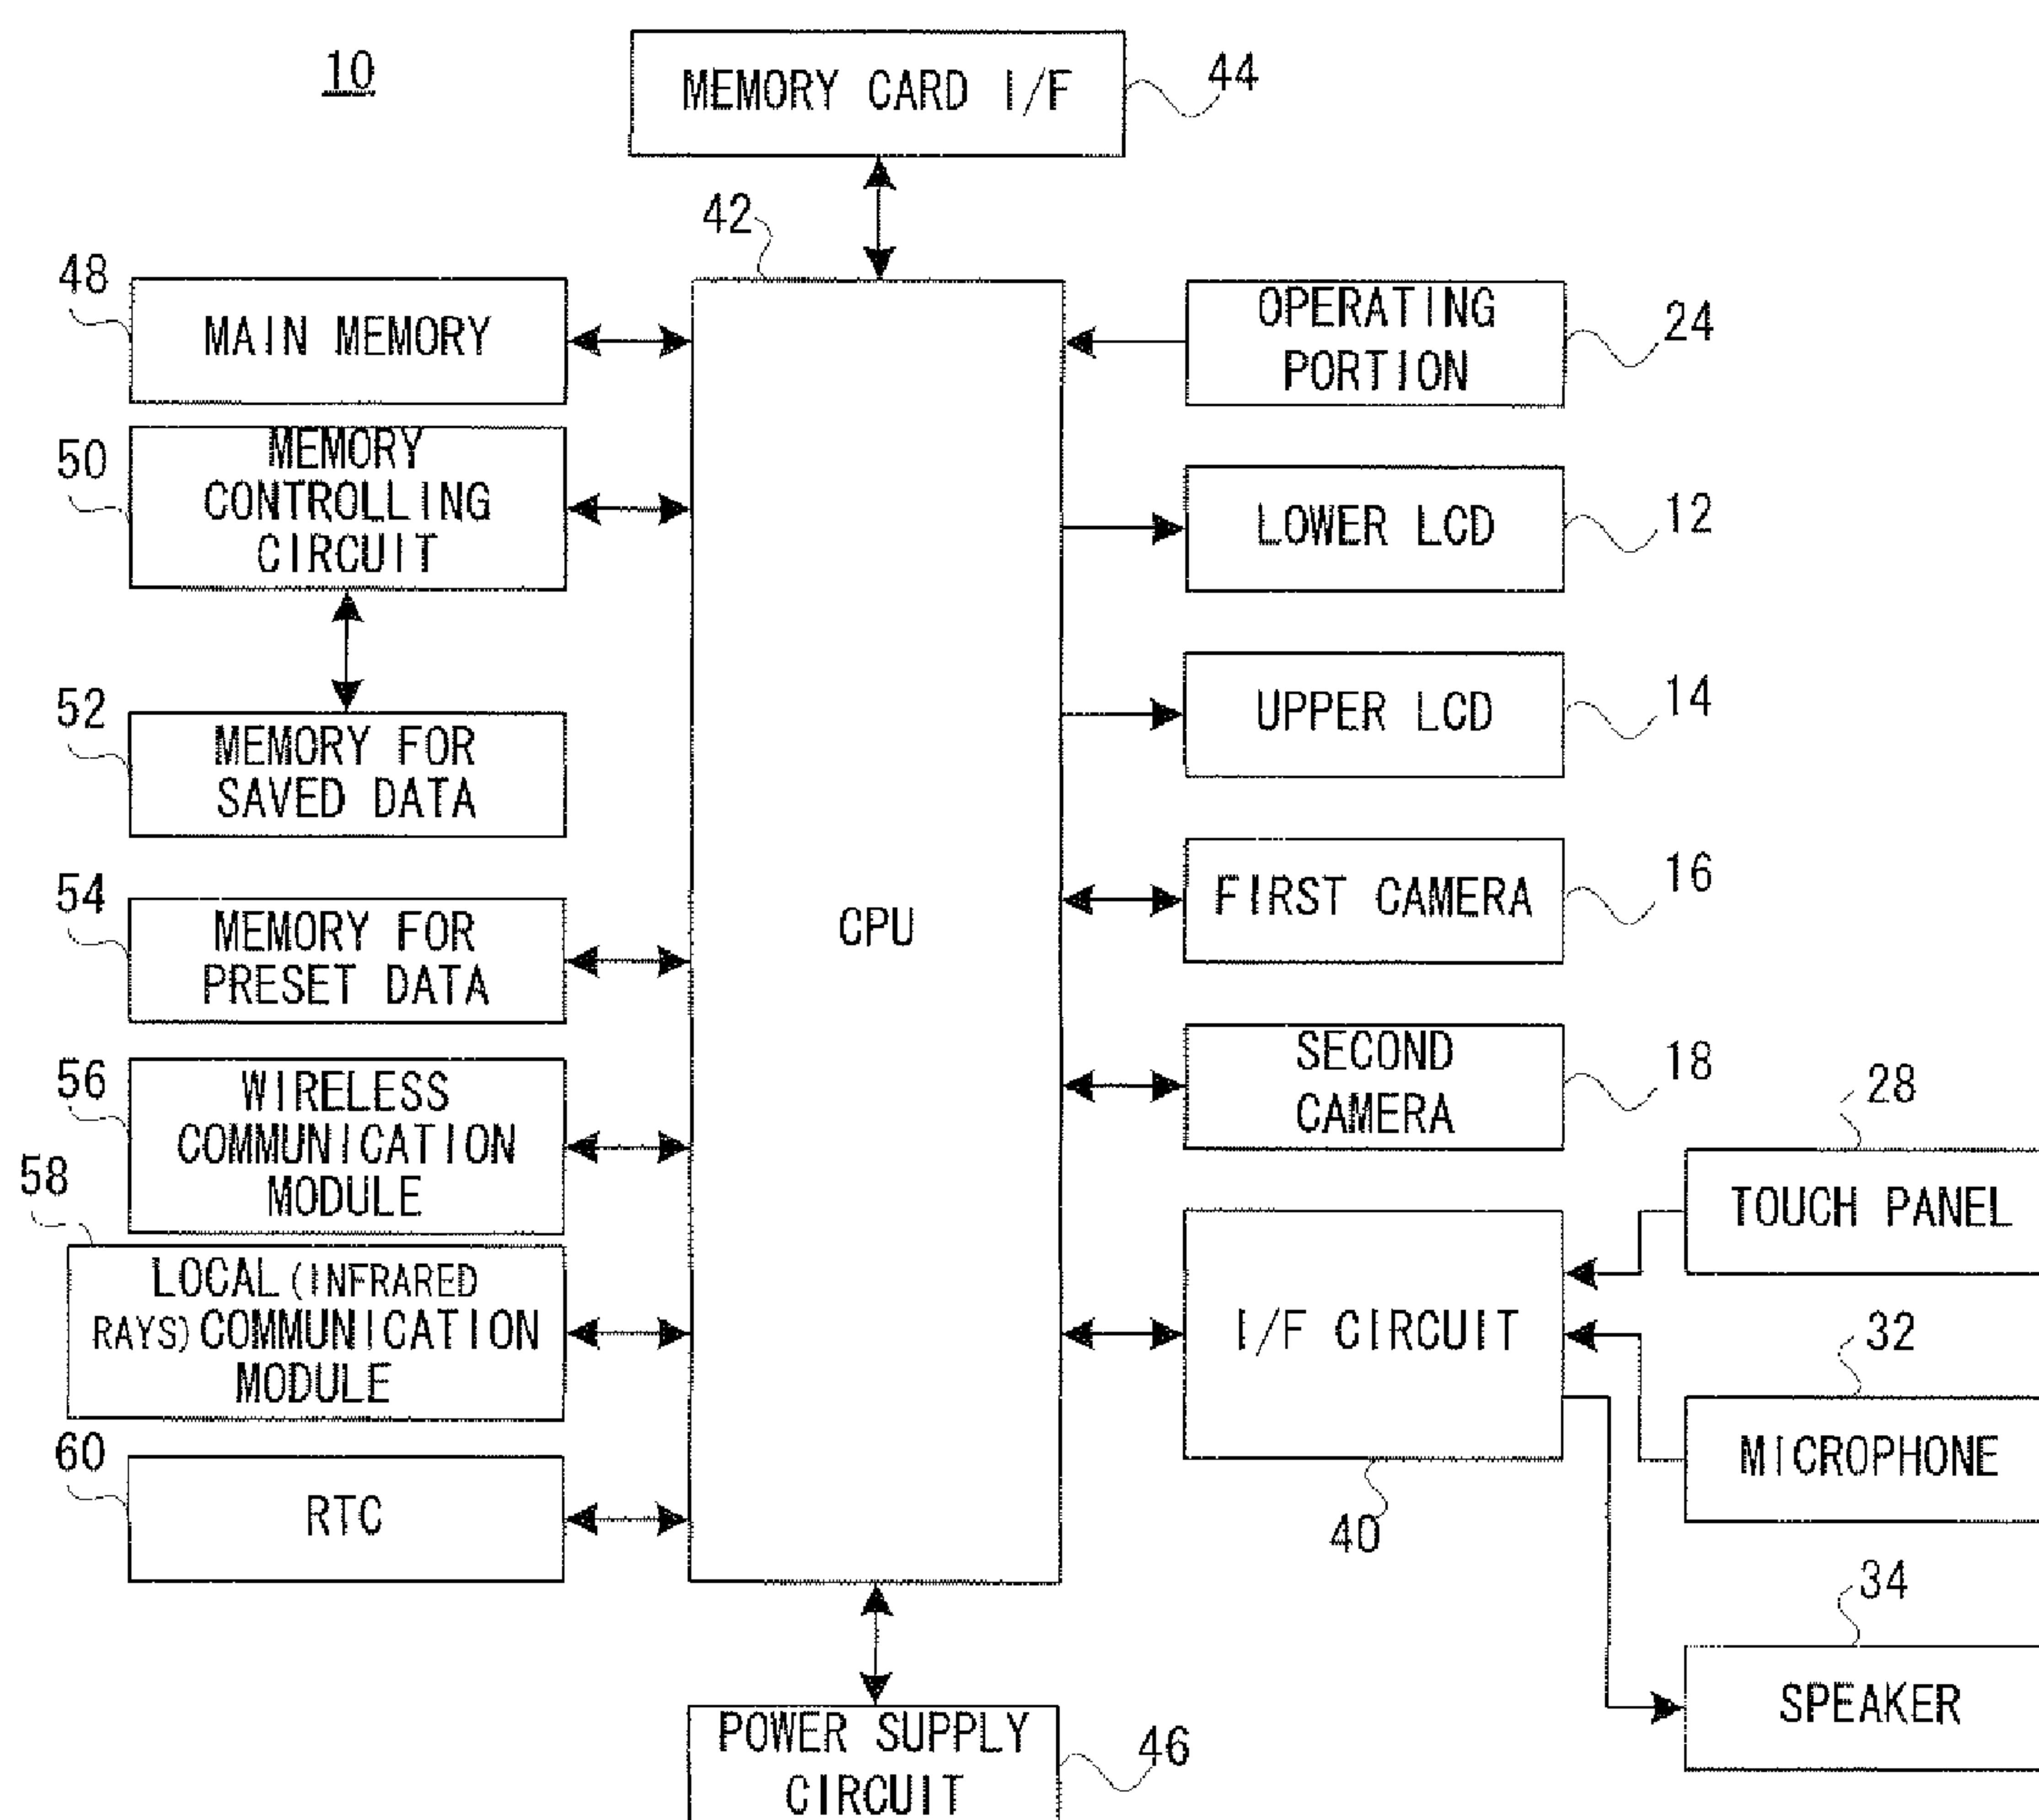 10
MEMORY CARD I/F
44
42
48
MAIN MEMORY
OPERATING
PORTION
24
50
MEMORY
CONTROLLING
CIRCUIT
LOWER LCD
12
52
MEMORY FOR
SAVED DATA
UPPER LCD
14
54
MEMORY FOR
PRESET DATA
CPU
FIRST CAMERA
16
56
WIRELESS
COMMUNICATION
MODULE
SECOND
CAMERA
18
58
LOCAL (INFRARED
RAYS) COMMUNICATION
MODULE
28
TOUCH PANEL
I/F CIRCUIT
40
32
MICROPHONE
60
RTC
34
SPEAKER
POWER SUPPLY
CIRCUIT
46